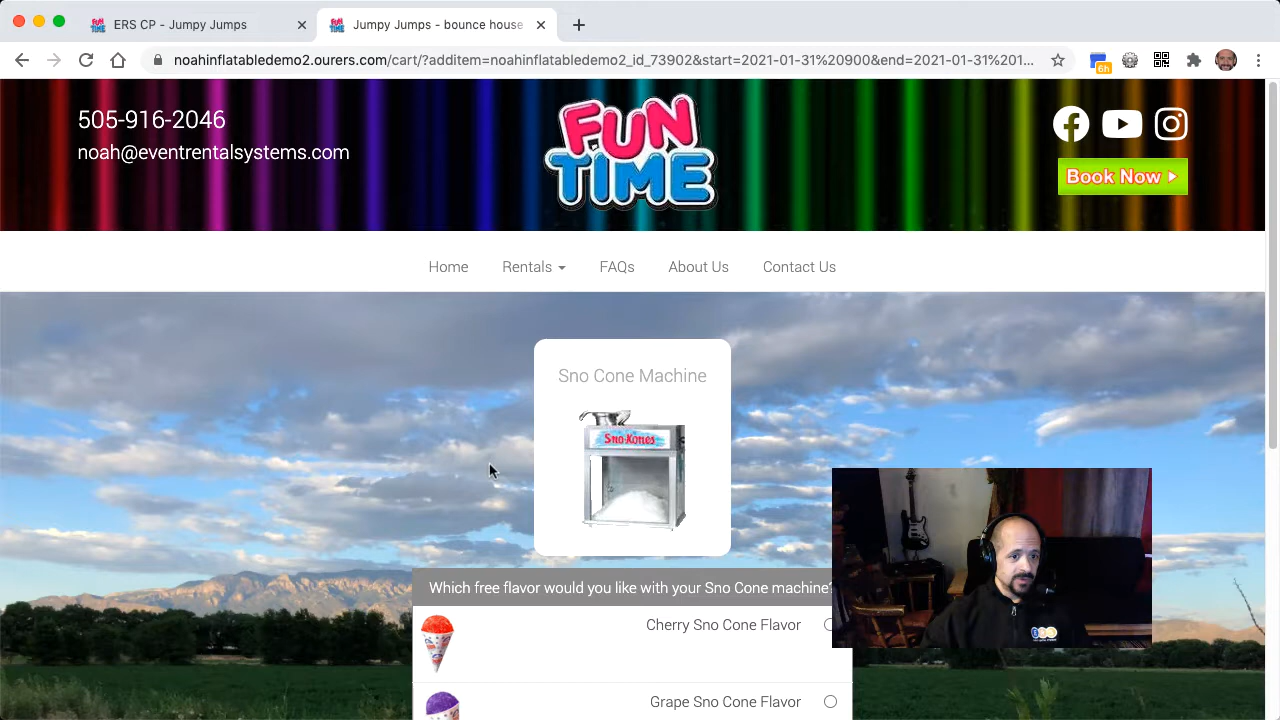 ERS CP - Jumpy Jumps
Jumpy Jumps - bounce house
noahinflatabledemo2.ourers.com/cart/?additem=noahinflatabledemo2_id_73902&start=2021-01-31%20900&end=2021-01-31%201...
6h
505-916-2046
noah@eventrentalsystems.com
FUN
TIME
Book Now
Home Rentals FAQs About Us Contact Us
Sno Cone Machine
Sno-Kones
Which free flavor would you like with your Sno Cone machine?
Cherry Sno Cone Flavor
Grape Sno Cone Flavor